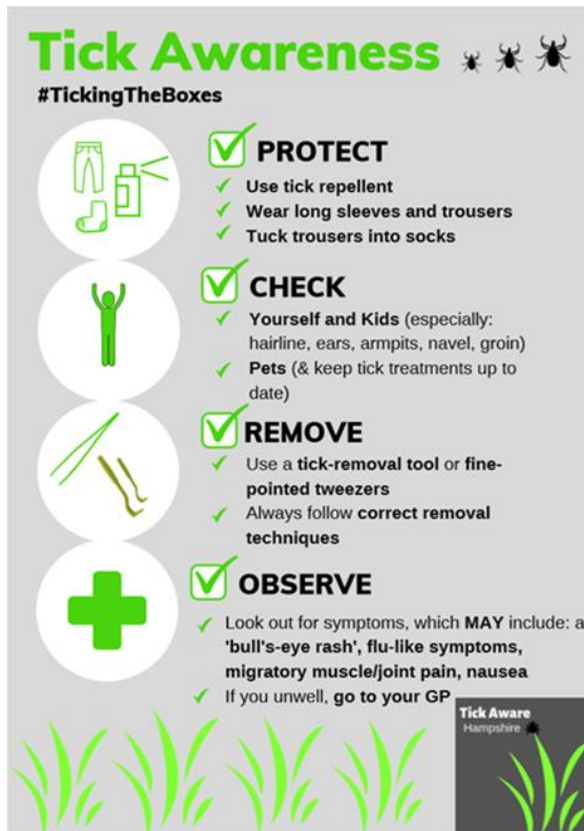 Tick Awareness
#TickingTheBoxes
PROTECT
Use tick repellent
Wear long sleeves and trousers
Tuck trousers into socks
CHECK
Yourself and Kids (especially:
hairline, ears, armpits, navel, groin)
Pets (& keep tick treatments up to
date)
REMOVE
Use a tick-removal tool or fine-
pointed tweezers
Always follow correct removal
techniques
OBSERVE
Look out for symptoms, which MAY include: a
'bull's-eye rash', flu-like symptoms,
migratory muscle/joint pain, nausea
If you unwell, go to your GP
Tick Aware
Hampshire